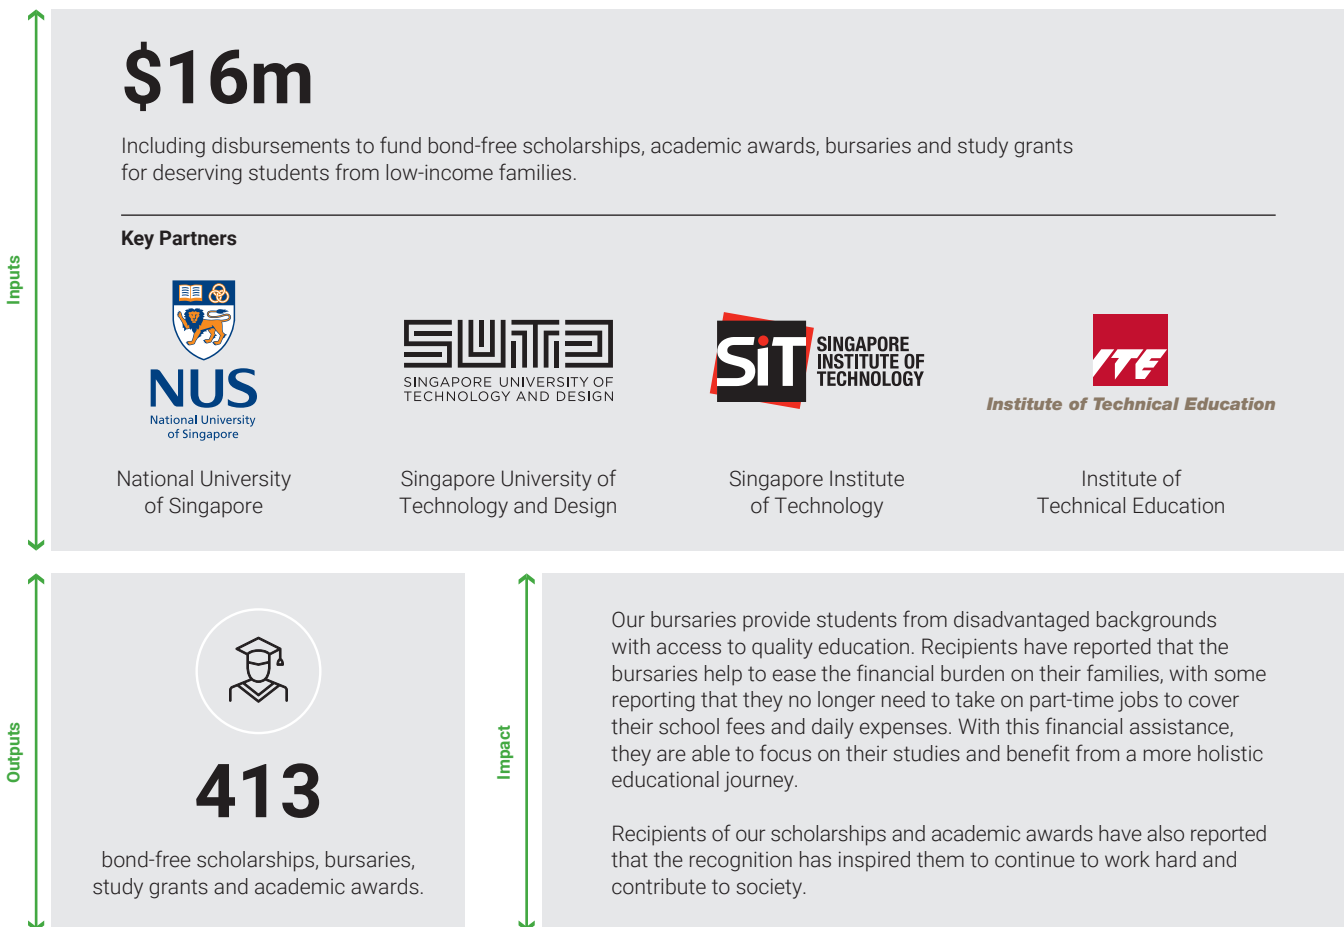 Inputs
$16m
Including disbursements to fund bond-free scholarships, academic awards, bursaries and study grants
for deserving students from low-income families.
Key Partners
NUS
National University
of Singapore
SUTD
SINGAPORE UNIVERSITY OF
TECHNOLOGY AND DESIGN
SiT
SINGAPORE
INSTITUTE OF
TECHNOLOGY
ITE
Institute of Technical Education
National University
of Singapore
Singapore University of
Technology and Design
Singapore Institute
of Technology
Institute of
Technical Education
Outputs
413
bond-free scholarships, bursaries,
study grants and academic awards.
Impact
Our bursaries provide students from disadvantaged backgrounds
with access to quality education. Recipients have reported that the
bursaries help to ease the financial burden on their families, with some
reporting that they no longer need to take on part-time jobs to cover
their school fees and daily expenses. With this financial assistance,
they are able to focus on their studies and benefit from a more holistic
educational journey.
Recipients of our scholarships and academic awards have also reported
that the recognition has inspired them to continue to work hard and
contribute to society.